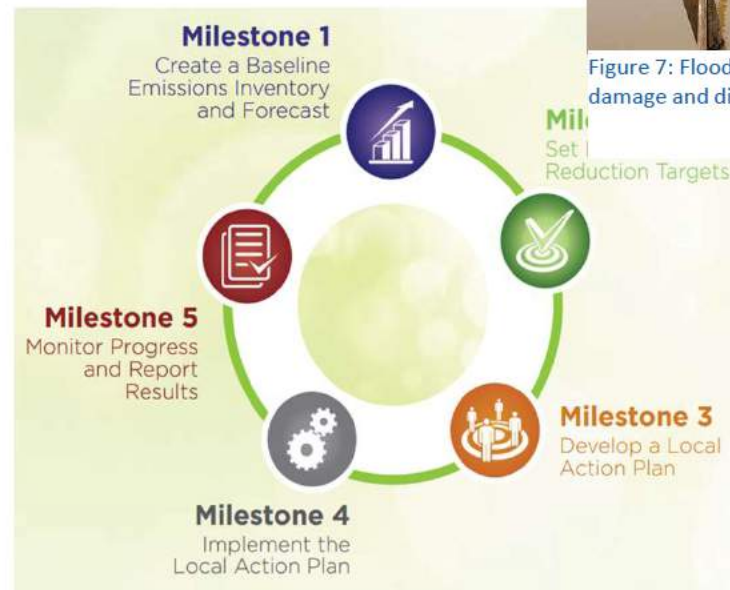 Milestone 1
Create a Baseline
Emissions Inventory
and Forecast
Figure 7: Flood
damage and di
Set
Reduction Targets
Milestone 3
Develop a Local
Action Plan
Milestone 4
Implement the
Local Action Plan
Milestone 5
Monitor Progress
and Report
Results